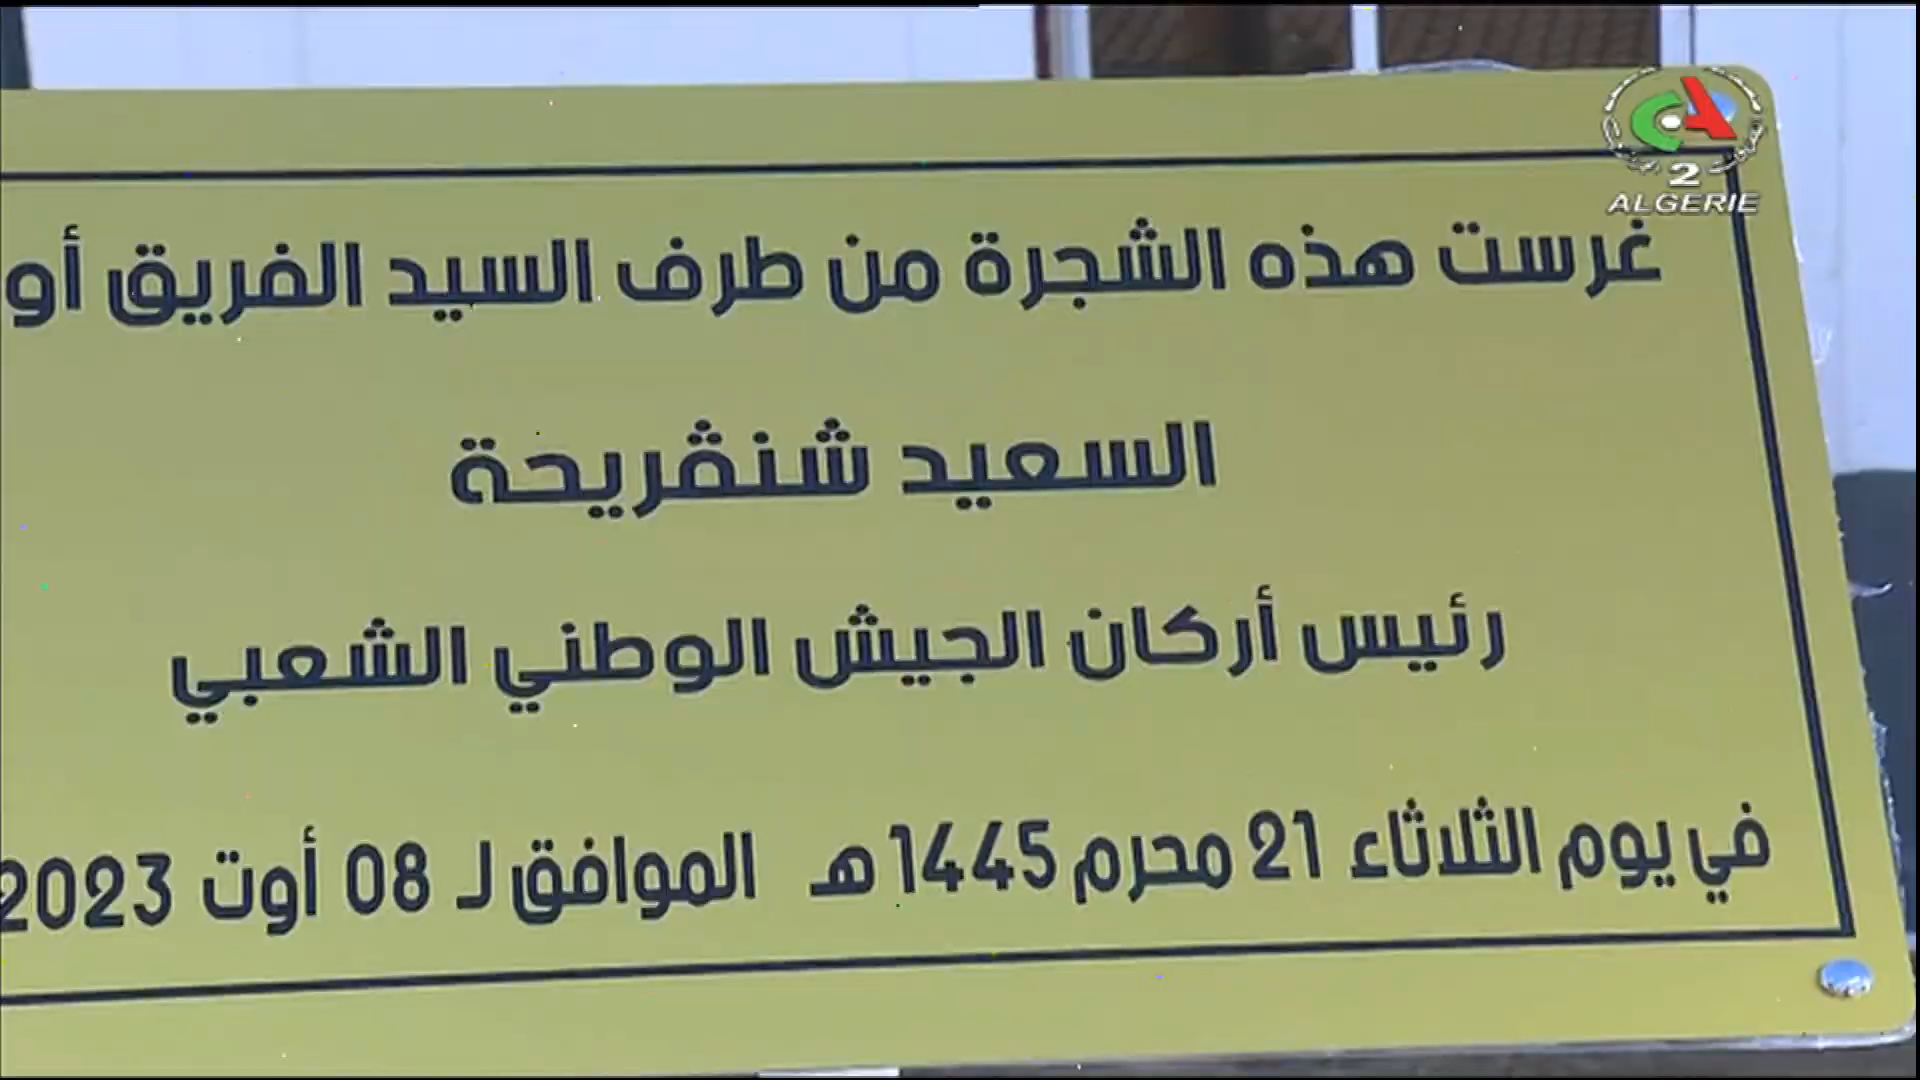 2
ALGERIE
غرست هذه الشجرة من طرف السيد الفريق أو
السعيد شنڨريحة
رئيس أركان الجيش الوطني الشعبي
في يوم الثلاثاء 21 محرم 1445 هـ الموافق لـ 08 أوت 2023